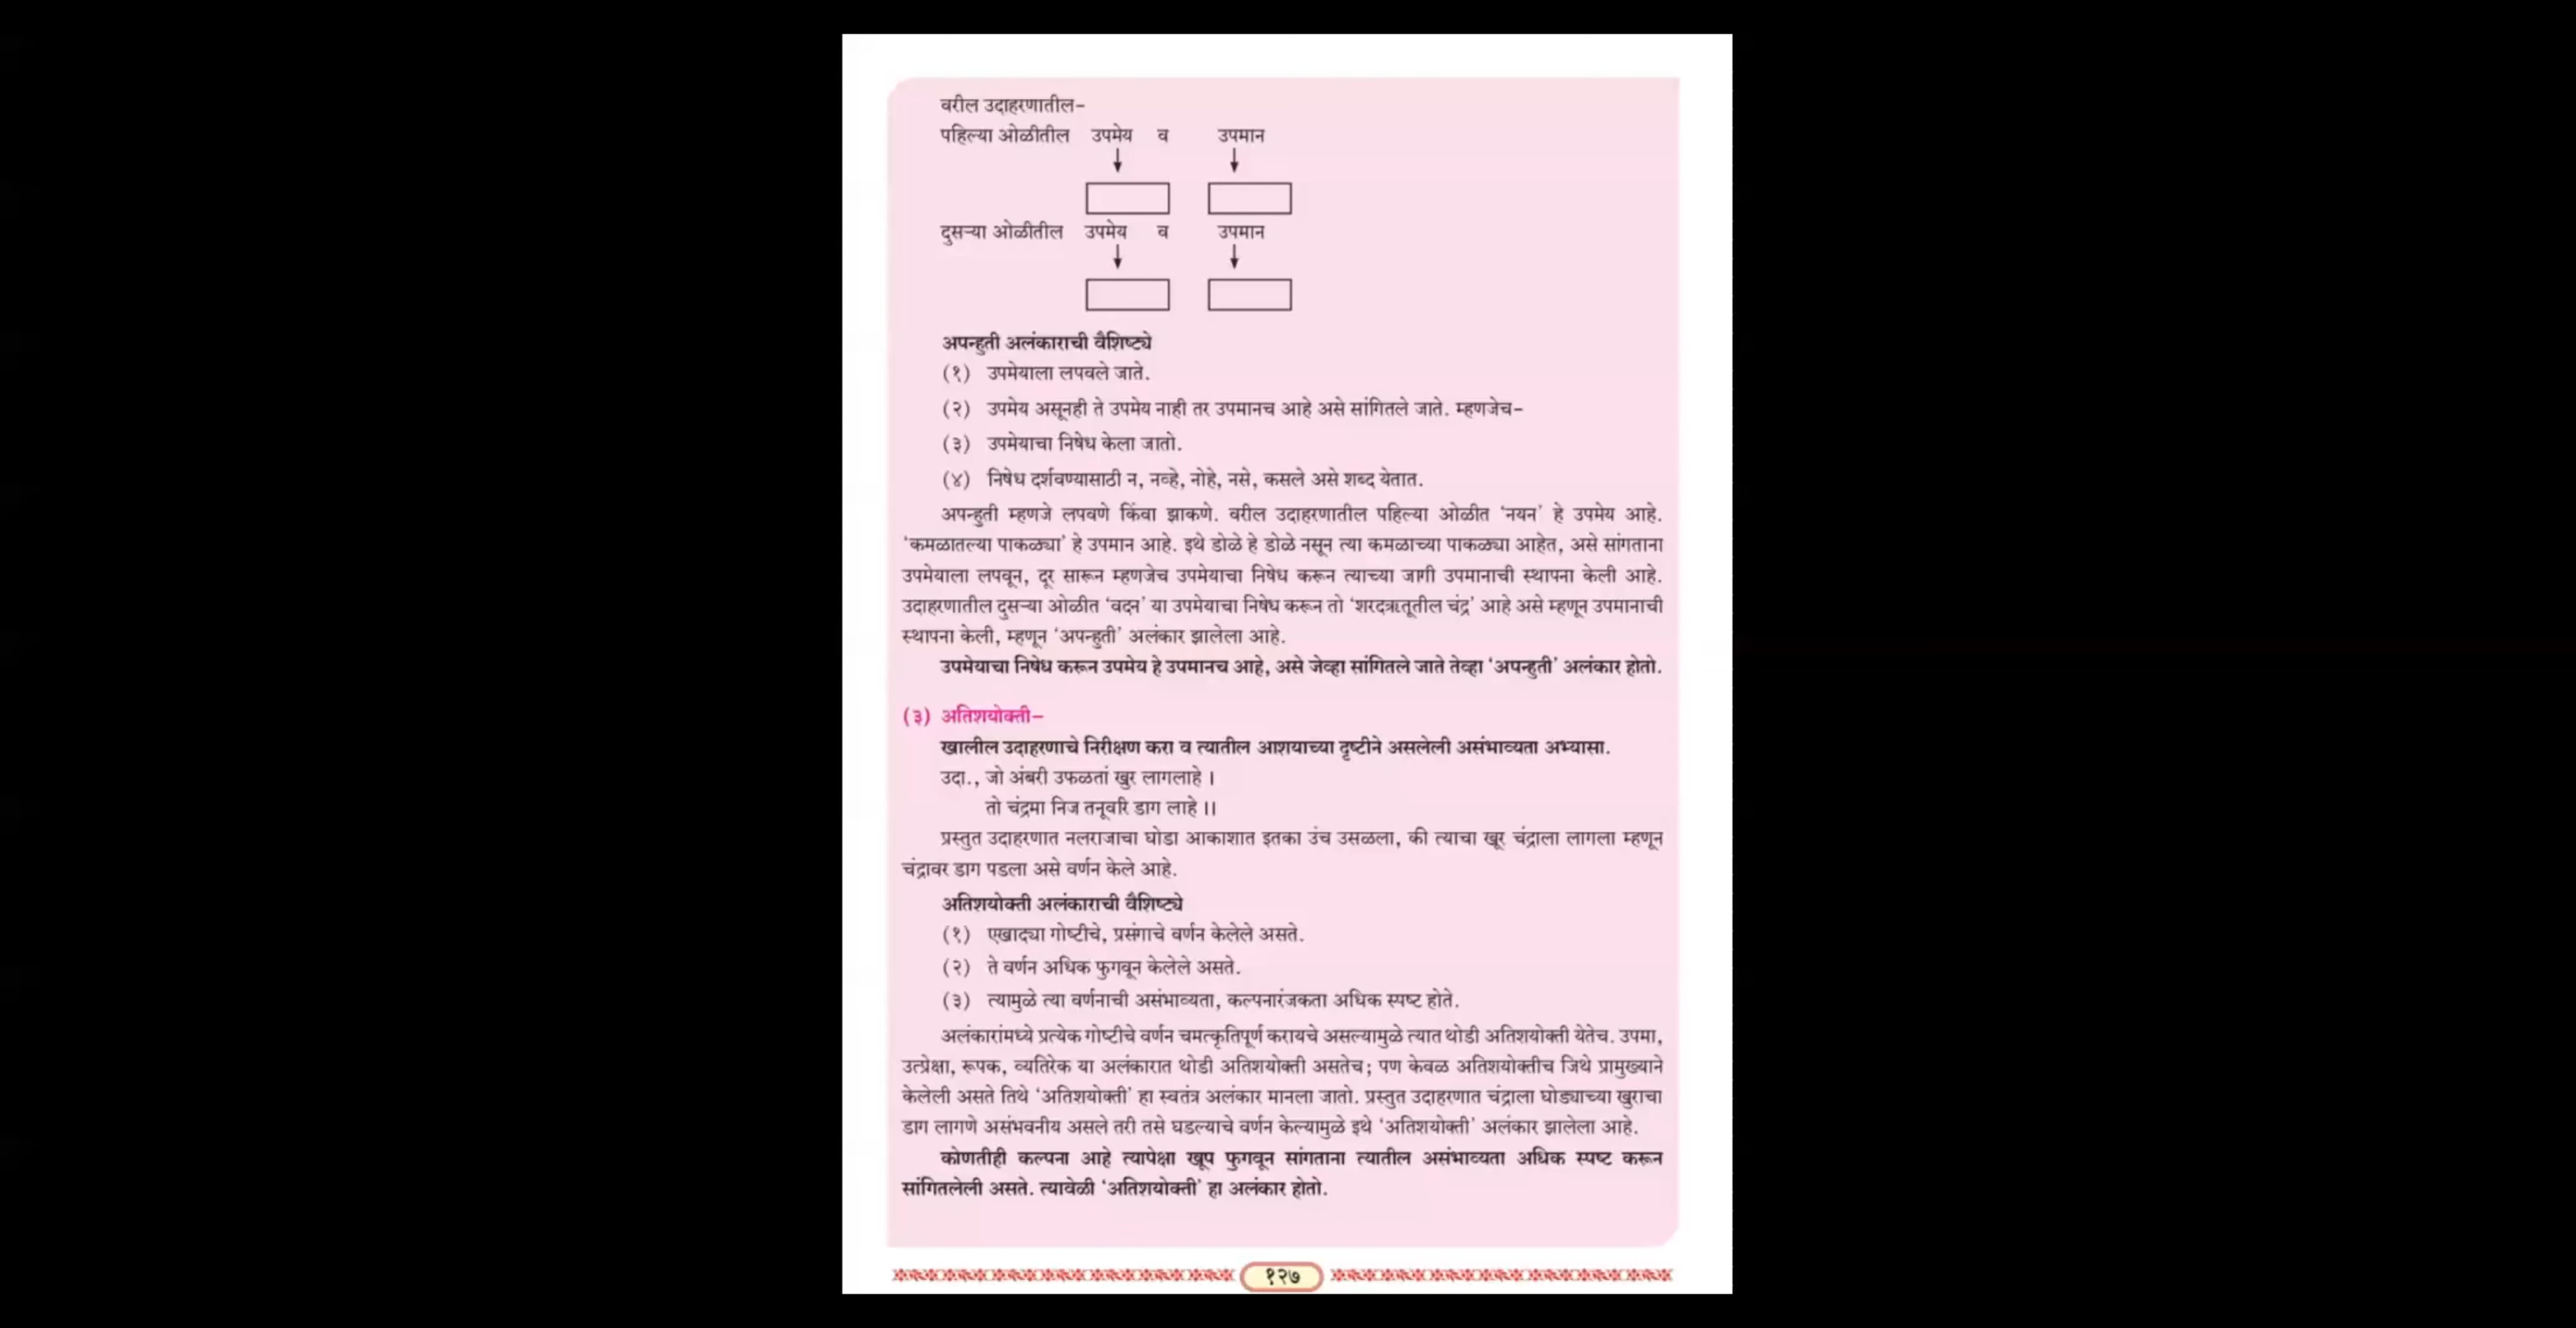 वरील उदाहरणातील-
पहिल्या ओळीतील उपमेय व उपमान
दुसऱ्या ओळीतील उपमेय व उपमान
अपन्हुती अलंकाराची वैशिष्ट्ये
(१) उपमेयाला लपवले जाते.
(२) उपमेय असूनही ते उपमेय नाही तर उपमानच आहे असे सांगितले जाते. म्हणजेच-
(३) उपमेयाचा निषेध केला जातो.
(४) निषेध दर्शवण्यासाठी न, नव्हे, नोहे, नसे, कसले असे शब्द येतात.
अपन्हुती म्हणजे लपवणे किंवा झाकणे. वरील उदाहरणातील पहिल्या ओळीत ‘नयन’ हे उपमेय आहे.
‘कमळातल्या पाकळ्या’ हे उपमान आहे. इथे डोळे हे डोळे नसून त्या कमळाच्या पाकळ्या आहेत, असे सांगताना
उपमेयाला लपवून, दूर सारून म्हणजेच उपमेयाचा निषेध करून त्याच्या जागी उपमानाची स्थापना केली आहे.
उदाहरणातील दुसऱ्या ओळीत ‘वदन’ या उपमेयाचा निषेध करून तो ‘शरदऋतूतील चंद्र’ आहे असे म्हणून उपमानाची
स्थापना केली, म्हणून ‘अपन्हुती’ अलंकार झालेला आहे.
उपमेयाचा निषेध करून उपमेय हे उपमानच आहे, असे जेव्हा सांगितले जाते तेव्हा ‘अपन्हुती’ अलंकार होतो.
(३) अतिशयोक्ती-
खालील उदाहरणाचे निरीक्षण करा व त्यातील आशयाच्या दृष्टीने असलेली असंभाव्यता अभ्यासा.
उदा., जो अंबरी उफळतां खुर लागलाहे ।
तो चंद्रमा निज तनूवरि डाग लाहे ।।
प्रस्तुत उदाहरणात नलराजाचा घोडा आकाशात इतका उंच उसळला, की त्याचा खूर चंद्राला लागला म्हणून
चंद्रावर डाग पडला असे वर्णन केले आहे.
अतिशयोक्ती अलंकाराची वैशिष्ट्ये
(१) एखाद्या गोष्टीचे, प्रसंगाचे वर्णन केलेले असते.
(२) ते वर्णन अधिक फुगवून केलेले असते.
(३) त्यामुळे त्या वर्णनाची असंभाव्यता, कल्पनारंजकता अधिक स्पष्ट होते.
अलंकारांमध्ये प्रत्येक गोष्टीचे वर्णन चमत्कृतिपूर्ण करायचे असल्यामुळे त्यात थोडी अतिशयोक्ती येतेच. उपमा,
उत्प्रेक्षा, रूपक, व्यतिरेक या अलंकारात थोडी अतिशयोक्ती असतेच; पण केवळ अतिशयोक्तीच जिथे प्रामुख्याने
केलेली असते तिथे ‘अतिशयोक्ती’ हा स्वतंत्र अलंकार मानला जातो. प्रस्तुत उदाहरणात चंद्राला घोड्याच्या खुराचा
डाग लागणे असंभवनीय असले तरी तसे घडल्याचे वर्णन केल्यामुळे इथे ‘अतिशयोक्ती’ अलंकार झालेला आहे.
कोणतीही कल्पना आहे त्यापेक्षा खूप फुगवून सांगताना त्यातील असंभाव्यता अधिक स्पष्ट करून
सांगितलेली असते. त्यावेळी ‘अतिशयोक्ती’ हा अलंकार होतो.
१२७